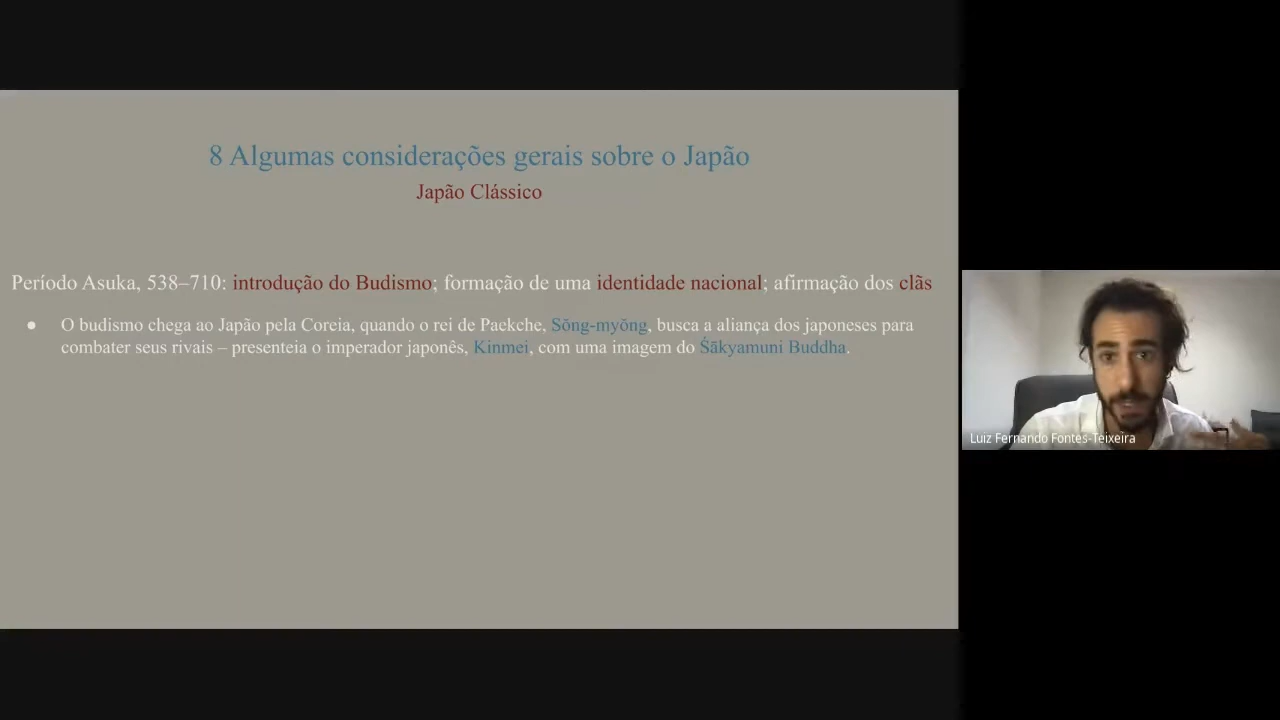 8 Algumas considerações gerais sobre o Japão
Japão Clássico
Período Asuka, 538–710: introdução do Budismo; formação de uma identidade nacional; afirmação dos clãs
● O budismo chega ao Japão pela Coreia, quando o rei de Paekche, Sŏng-myŏng, busca a aliança dos japoneses para
combater seus rivais – presenteia o imperador japonês, Kinmei, com uma imagem do Śākyamuni Buddha.
Luiz Fernando Fontes-Teixeira